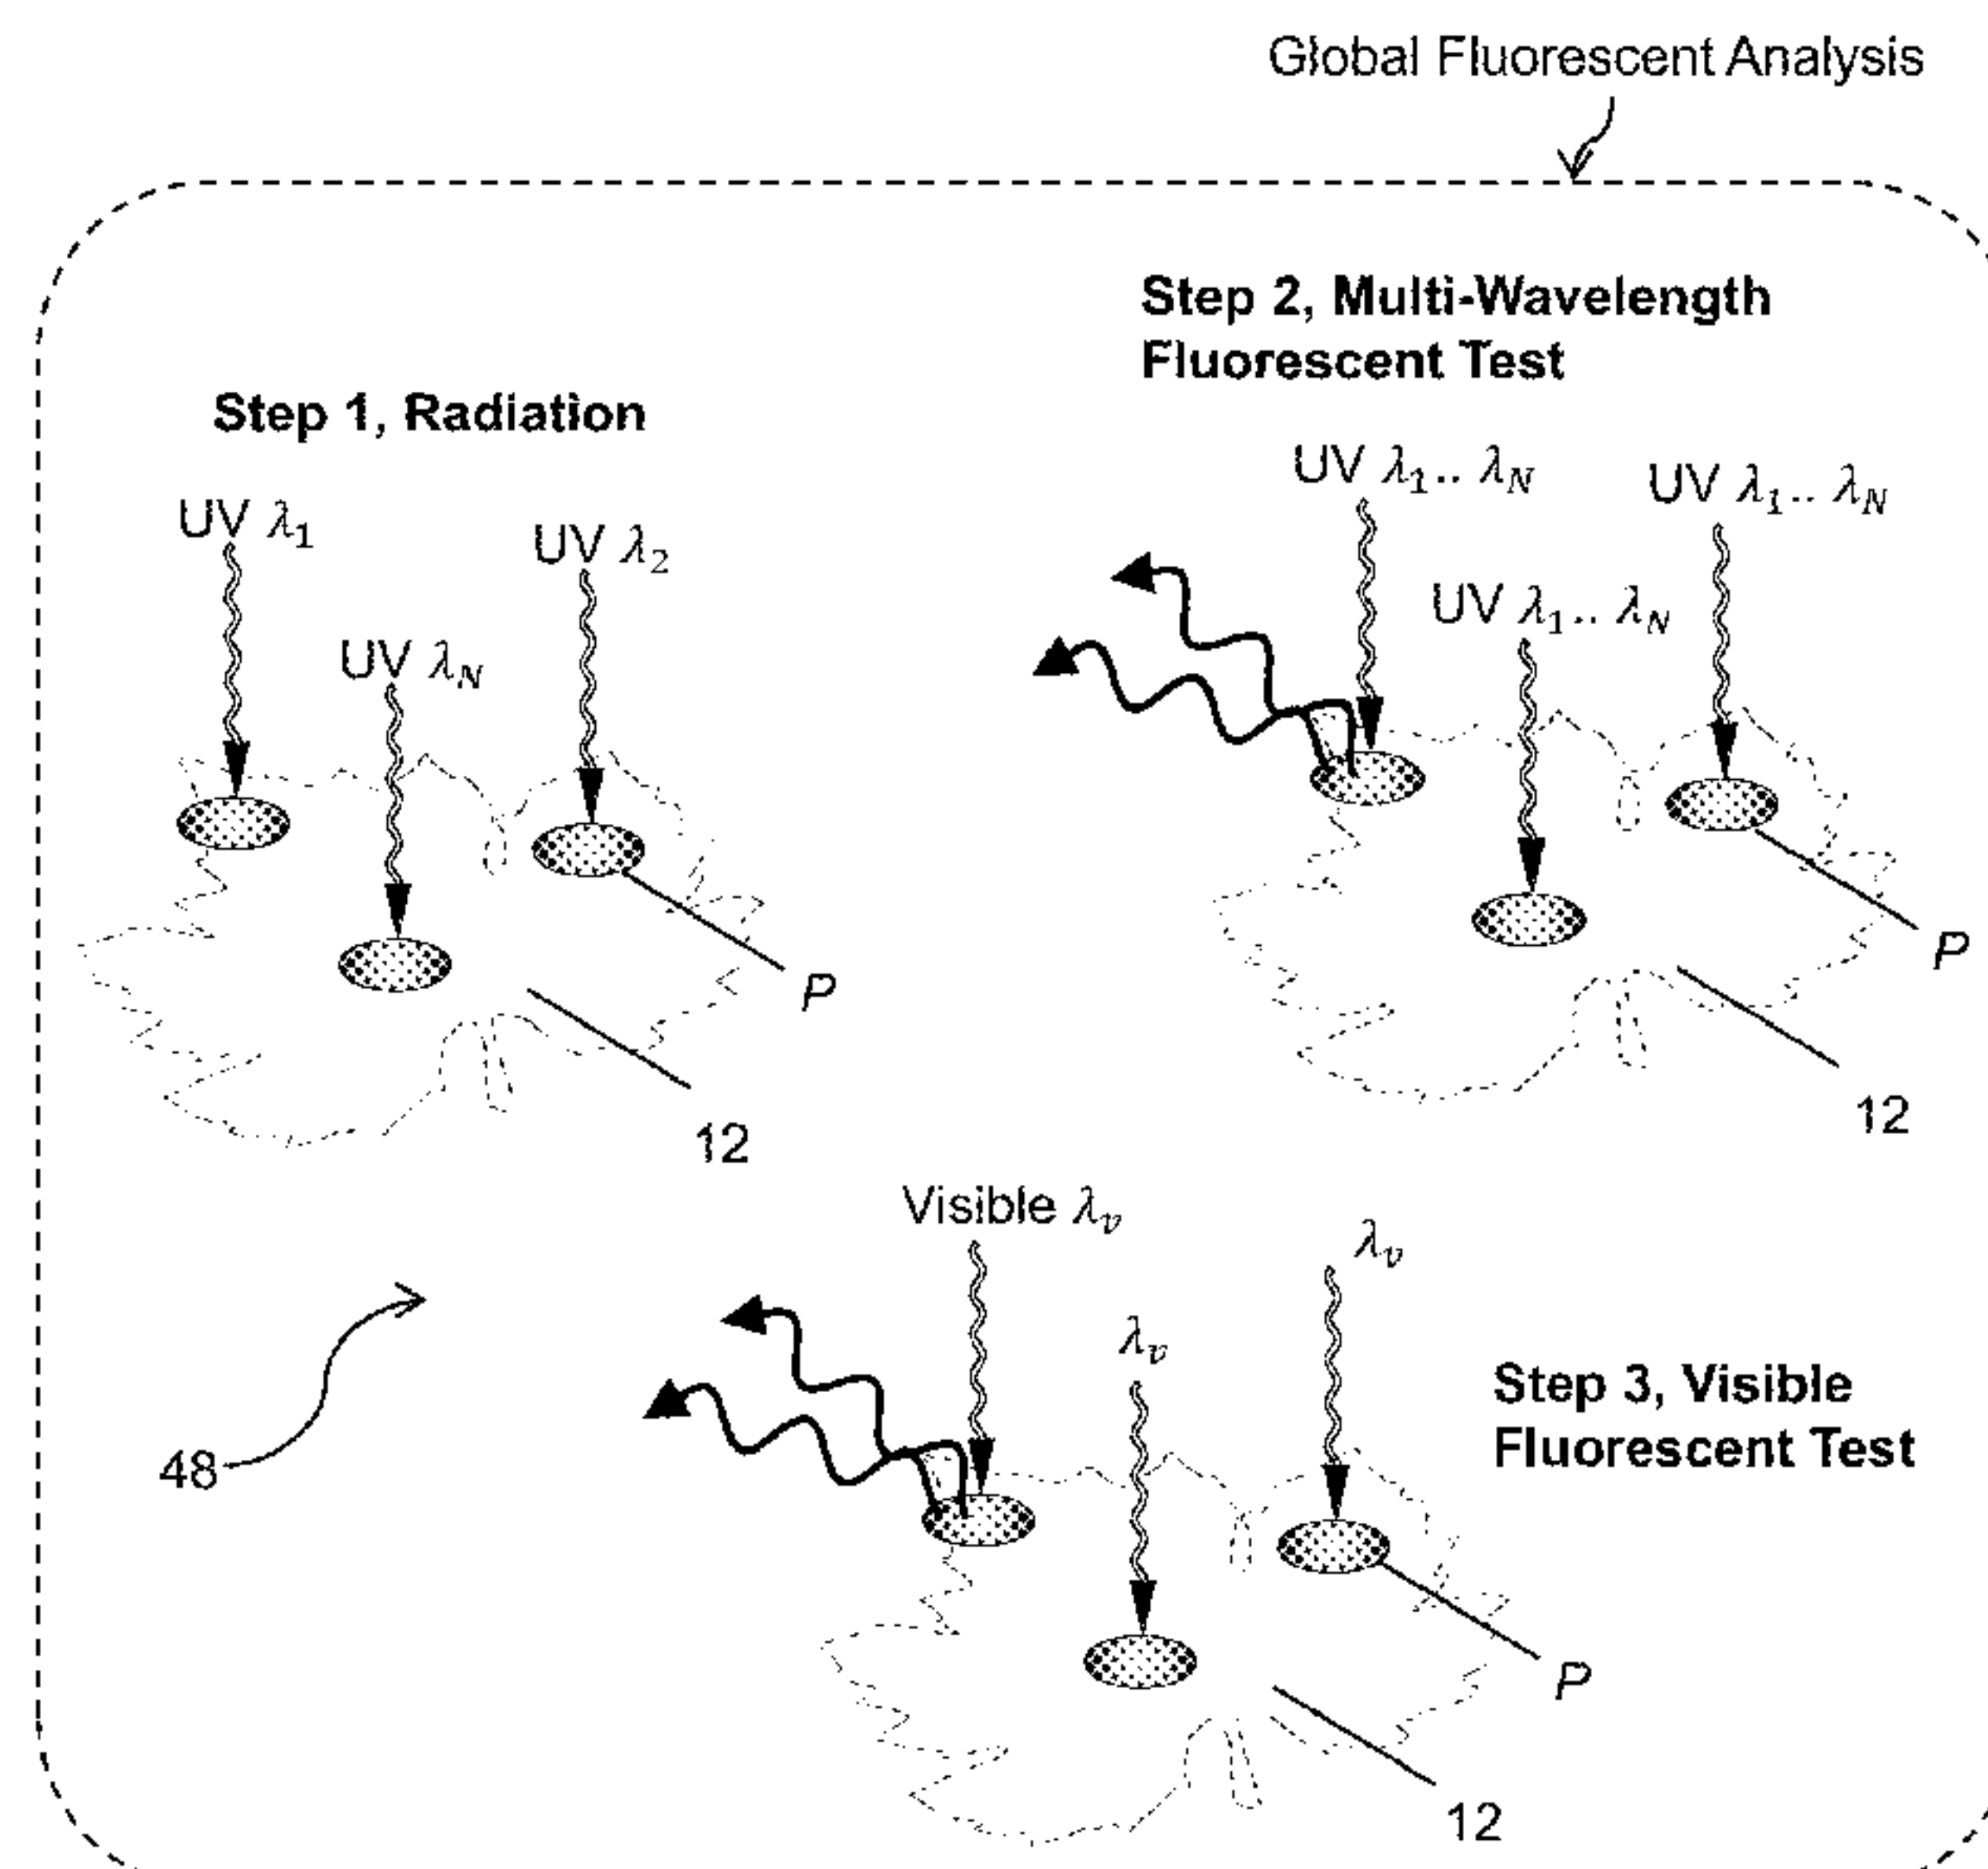 Global Fluorescent Analysis
Step 2, Multi-Wavelength
Fluorescent Test
Step 1, Radiation
UV λ1
UV λ2
UV λN
UV λ1.. λN
UV λ1.. λN
UV λ1.. λN
P
12
P
12
Visible λv
λv
λv
Step 3, Visible
Fluorescent Test
48
P
12